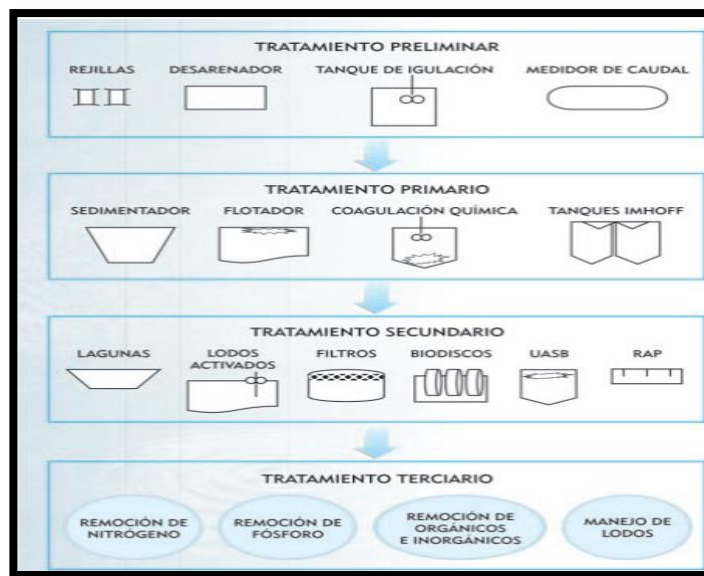 TRATAMIENTO PRELIMINAR
REJILLAS
DESARENADOR
TANQUE DE IGULACIÓN
MEDIDOR DE CAUDAL
TRATAMIENTO PRIMARIO
SEDIMENTADOR
FLOTADOR
COAGULACIÓN QUÍMICA
TANQUES IMHOFF
TRATAMIENTO SECUNDARIO
LAGUNAS
LODOS
ACTIVADOS
FILTROS
BIODISCOS
UASB
RAP
TRATAMIENTO TERCIARIO
REMOCIÓN DE
NITRÓGENO
REMOCIÓN DE
FÓSFORO
REMOCIÓN DE
ORGÁNICOS
E INORGÁNICOS
MANEJO DE
LODOS